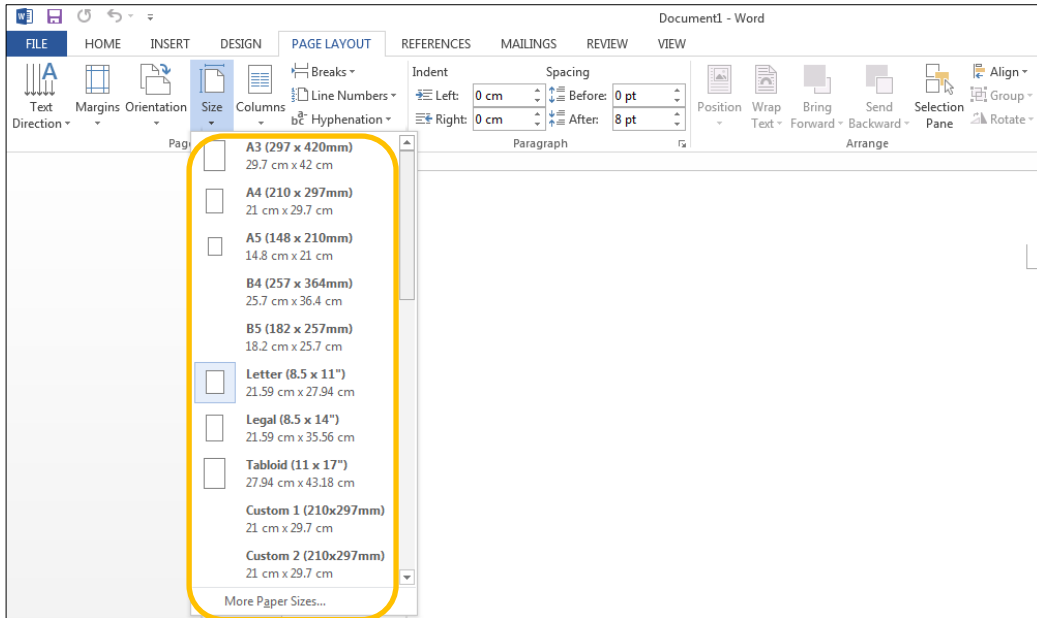 Document1 - Word
FILE HOME INSERT DESIGN PAGE LAYOUT REFERENCES MAILINGS REVIEW VIEW
Text Direction
Margins
Orientation
Size
Columns
Breaks
Line Numbers
Hyphenation
Indent
Left: 0 cm
Right: 0 cm
Spacing
Before: 0 pt
After: 8 pt
Position
Wrap Text
Bring Forward
Send Backward
Selection Pane
Align
Group
Rotate
Paragraph
Arrange
A3 (297 x 420mm)
29.7 cm x 42 cm
A4 (210 x 297mm)
21 cm x 29.7 cm
A5 (148 x 210mm)
14.8 cm x 21 cm
B4 (257 x 364mm)
25.7 cm x 36.4 cm
B5 (182 x 257mm)
18.2 cm x 25.7 cm
Letter (8.5 x 11")
21.59 cm x 27.94 cm
Legal (8.5 x 14")
21.59 cm x 35.56 cm
Tabloid (11 x 17")
27.94 cm x 43.18 cm
Custom 1 (210x297mm)
21 cm x 29.7 cm
Custom 2 (210x297mm)
21 cm x 29.7 cm
More Paper Sizes...